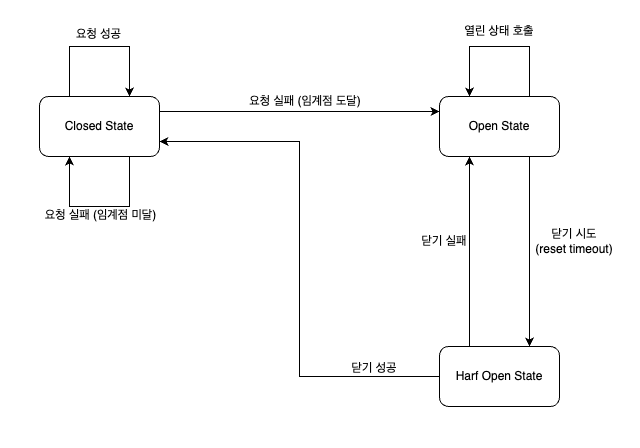 요청 성공
열린 상태 호출
요청 실패 (임계점 도달)
Closed State
Open State
요청 실패 (임계점 미달)
닫기 실패
닫기 시도
(reset timeout)
닫기 성공
Harf Open State